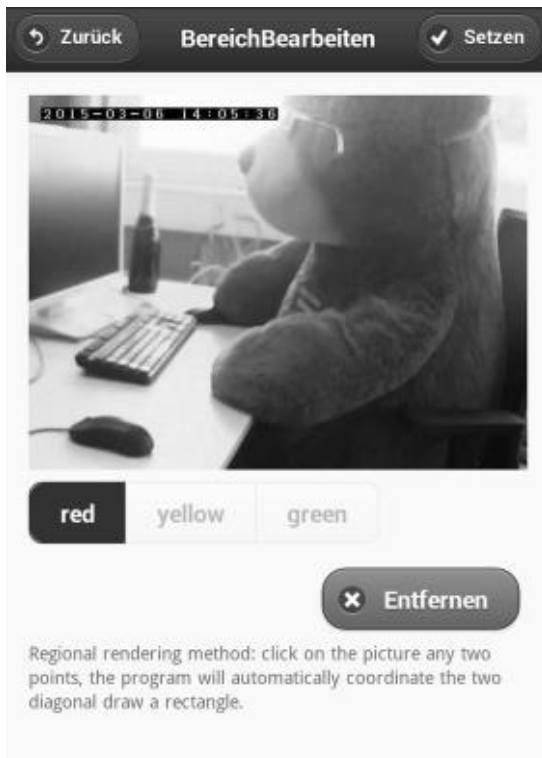 Zurück BereichBearbeiten Setzen
2015-03-06 14:05:36
red yellow green
Entfernen
Regional rendering method: click on the picture any two
points, the program will automatically coordinate the two
diagonal draw a rectangle.